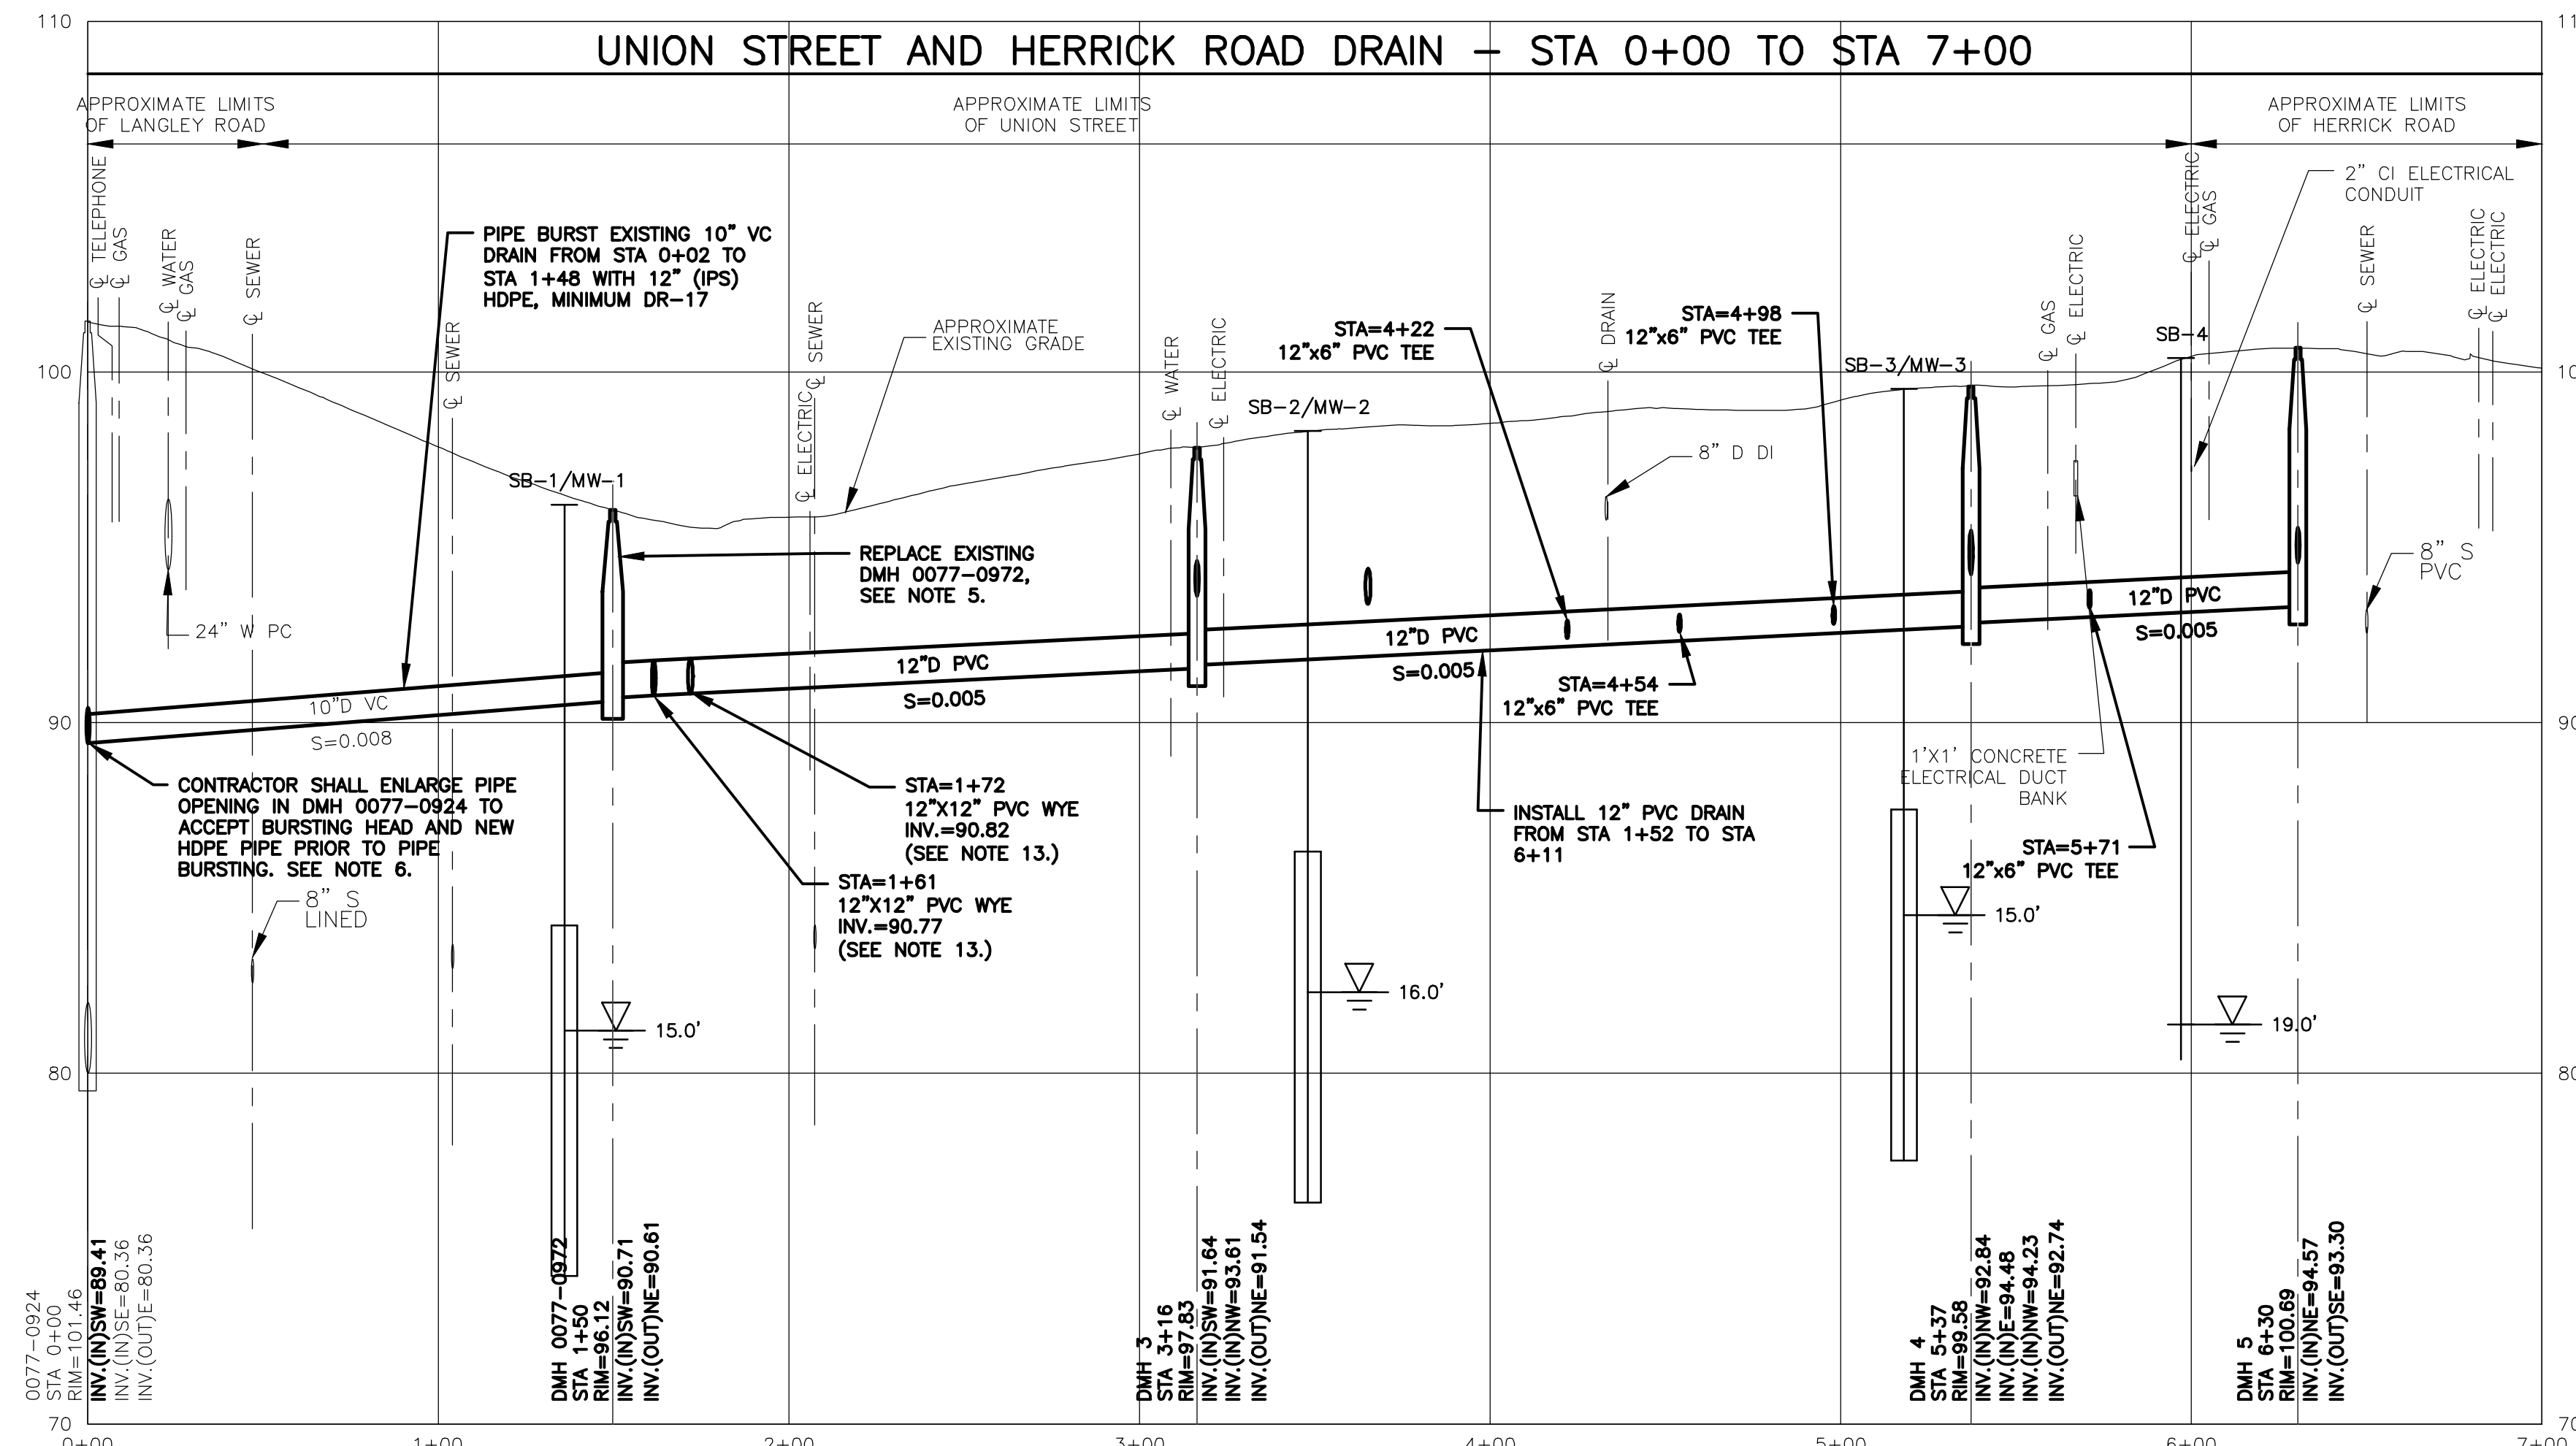 110
UNION STREET AND HERRICK ROAD DRAIN – STA 0+00 TO STA 7+00
APPROXIMATE LIMITS
OF LANGLEY ROAD
APPROXIMATE LIMITS
OF UNION STREET
APPROXIMATE LIMITS
OF HERRICK ROAD
℄ TELEPHONE
℄ GAS
℄ WATER
℄ GAS
℄ SEWER
℄ SEWER
PIPE BURST EXISTING 10" VC
DRAIN FROM STA 0+02 TO
STA 1+48 WITH 12" (IPS)
HDPE, MINIMUM DR-17
℄ ELECTRIC
℄ SEWER
APPROXIMATE
EXISTING GRADE
℄ WATER
℄ ELECTRIC
STA=4+22
12"x6" PVC TEE
℄ DRAIN
STA=4+98
12"x6" PVC TEE
℄ GAS
℄ ELECTRIC
℄ ELECTRIC
℄ GAS
2" CI ELECTRICAL
CONDUIT
℄ SEWER
℄ ELECTRIC
℄ ELECTRIC
100
SB-1/MW-1
SB-2/MW-2
SB-3/MW-3
SB-4
8" D DI
REPLACE EXISTING
DMH 0077-0972,
SEE NOTE 5.
24" W PC
8" S
PVC
10"D VC
S=0.008
12"D PVC
S=0.005
12"D PVC
S=0.005
12"D PVC
S=0.005
STA=4+54
12"x6" PVC TEE
90
CONTRACTOR SHALL ENLARGE PIPE
OPENING IN DMH 0077-0924 TO
ACCEPT BURSTING HEAD AND NEW
HDPE PIPE PRIOR TO PIPE
BURSTING. SEE NOTE 6.
STA=1+72
12"X12" PVC WYE
INV.=90.82
(SEE NOTE 13.)
STA=1+61
12"X12" PVC WYE
INV.=90.77
(SEE NOTE 13.)
INSTALL 12" PVC DRAIN
FROM STA 1+52 TO STA
6+11
1'X1' CONCRETE
ELECTRICAL DUCT
BANK
STA=5+71
12"x6" PVC TEE
8" S
LINED
15.0'
16.0'
15.0'
19.0'
80
0077-0924
STA 0+00
RIM=101.46
INV.(IN)SW=89.41
INV.(IN)SE=80.36
INV.(OUT)E=80.36
DMH 0077-0972
STA 1+50
RIM=96.12
INV.(IN)SW=90.71
INV.(OUT)NE=90.61
DMH 3
STA 3+16
RIM=97.83
INV.(IN)SW=91.64
INV.(IN)NW=93.61
INV.(OUT)NE=91.54
DMH 4
STA 5+37
RIM=99.58
INV.(IN)NW=92.84
INV.(IN)E=94.48
INV.(IN)NW=94.23
INV.(OUT)NE=92.74
DMH 5
STA 6+30
RIM=100.69
INV.(IN)NE=94.57
INV.(OUT)SE=93.30
70
0+00
1+00
2+00
3+00
4+00
5+00
6+00
7+00